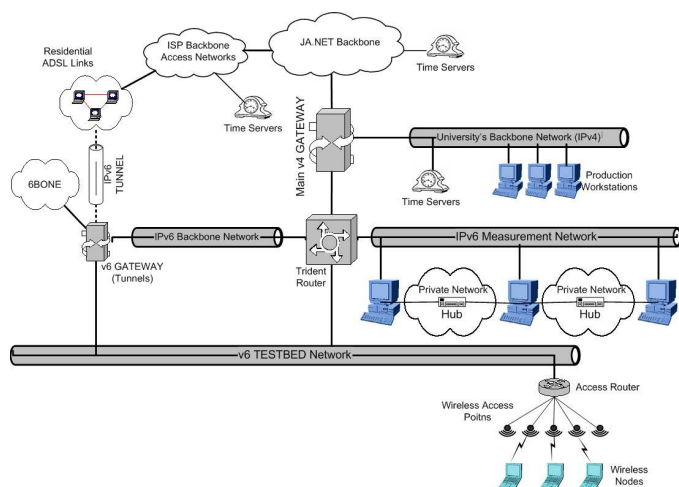 Residential
ADSL Links
ISP Backbone
Access Networks
JA.NET Backbone
Time Servers
Time Servers
Main v4 GATEWAY
University's Backbone Network (IPv4)
Time Servers
Production
Workstations
IPv6
TUNNEL
6BONE
v6 GATEWAY
(Tunnels)
IPv6 Backbone Network
Trident
Router
IPv6 Measurement Network
Private Network
Hub
Private Network
Hub
v6 TESTBED Network
Access Router
Wireless Access
Poitns
Wireless
Nodes